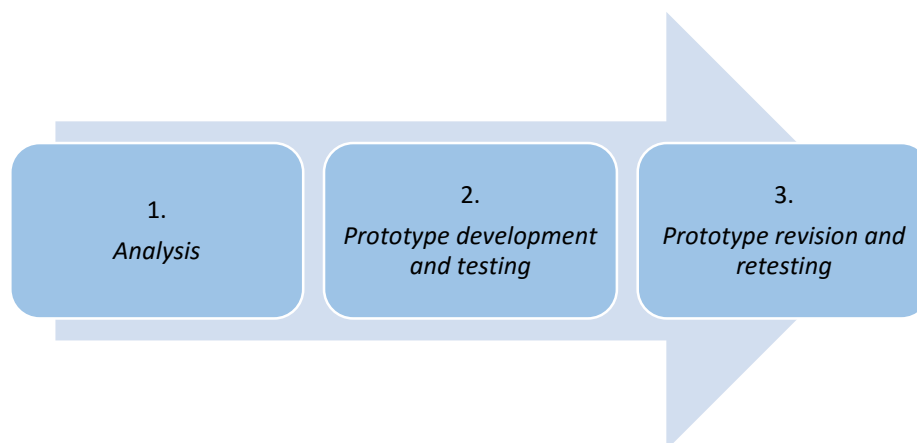 1.
Analysis
2.
Prototype development
and testing
3.
Prototype revision and
retesting